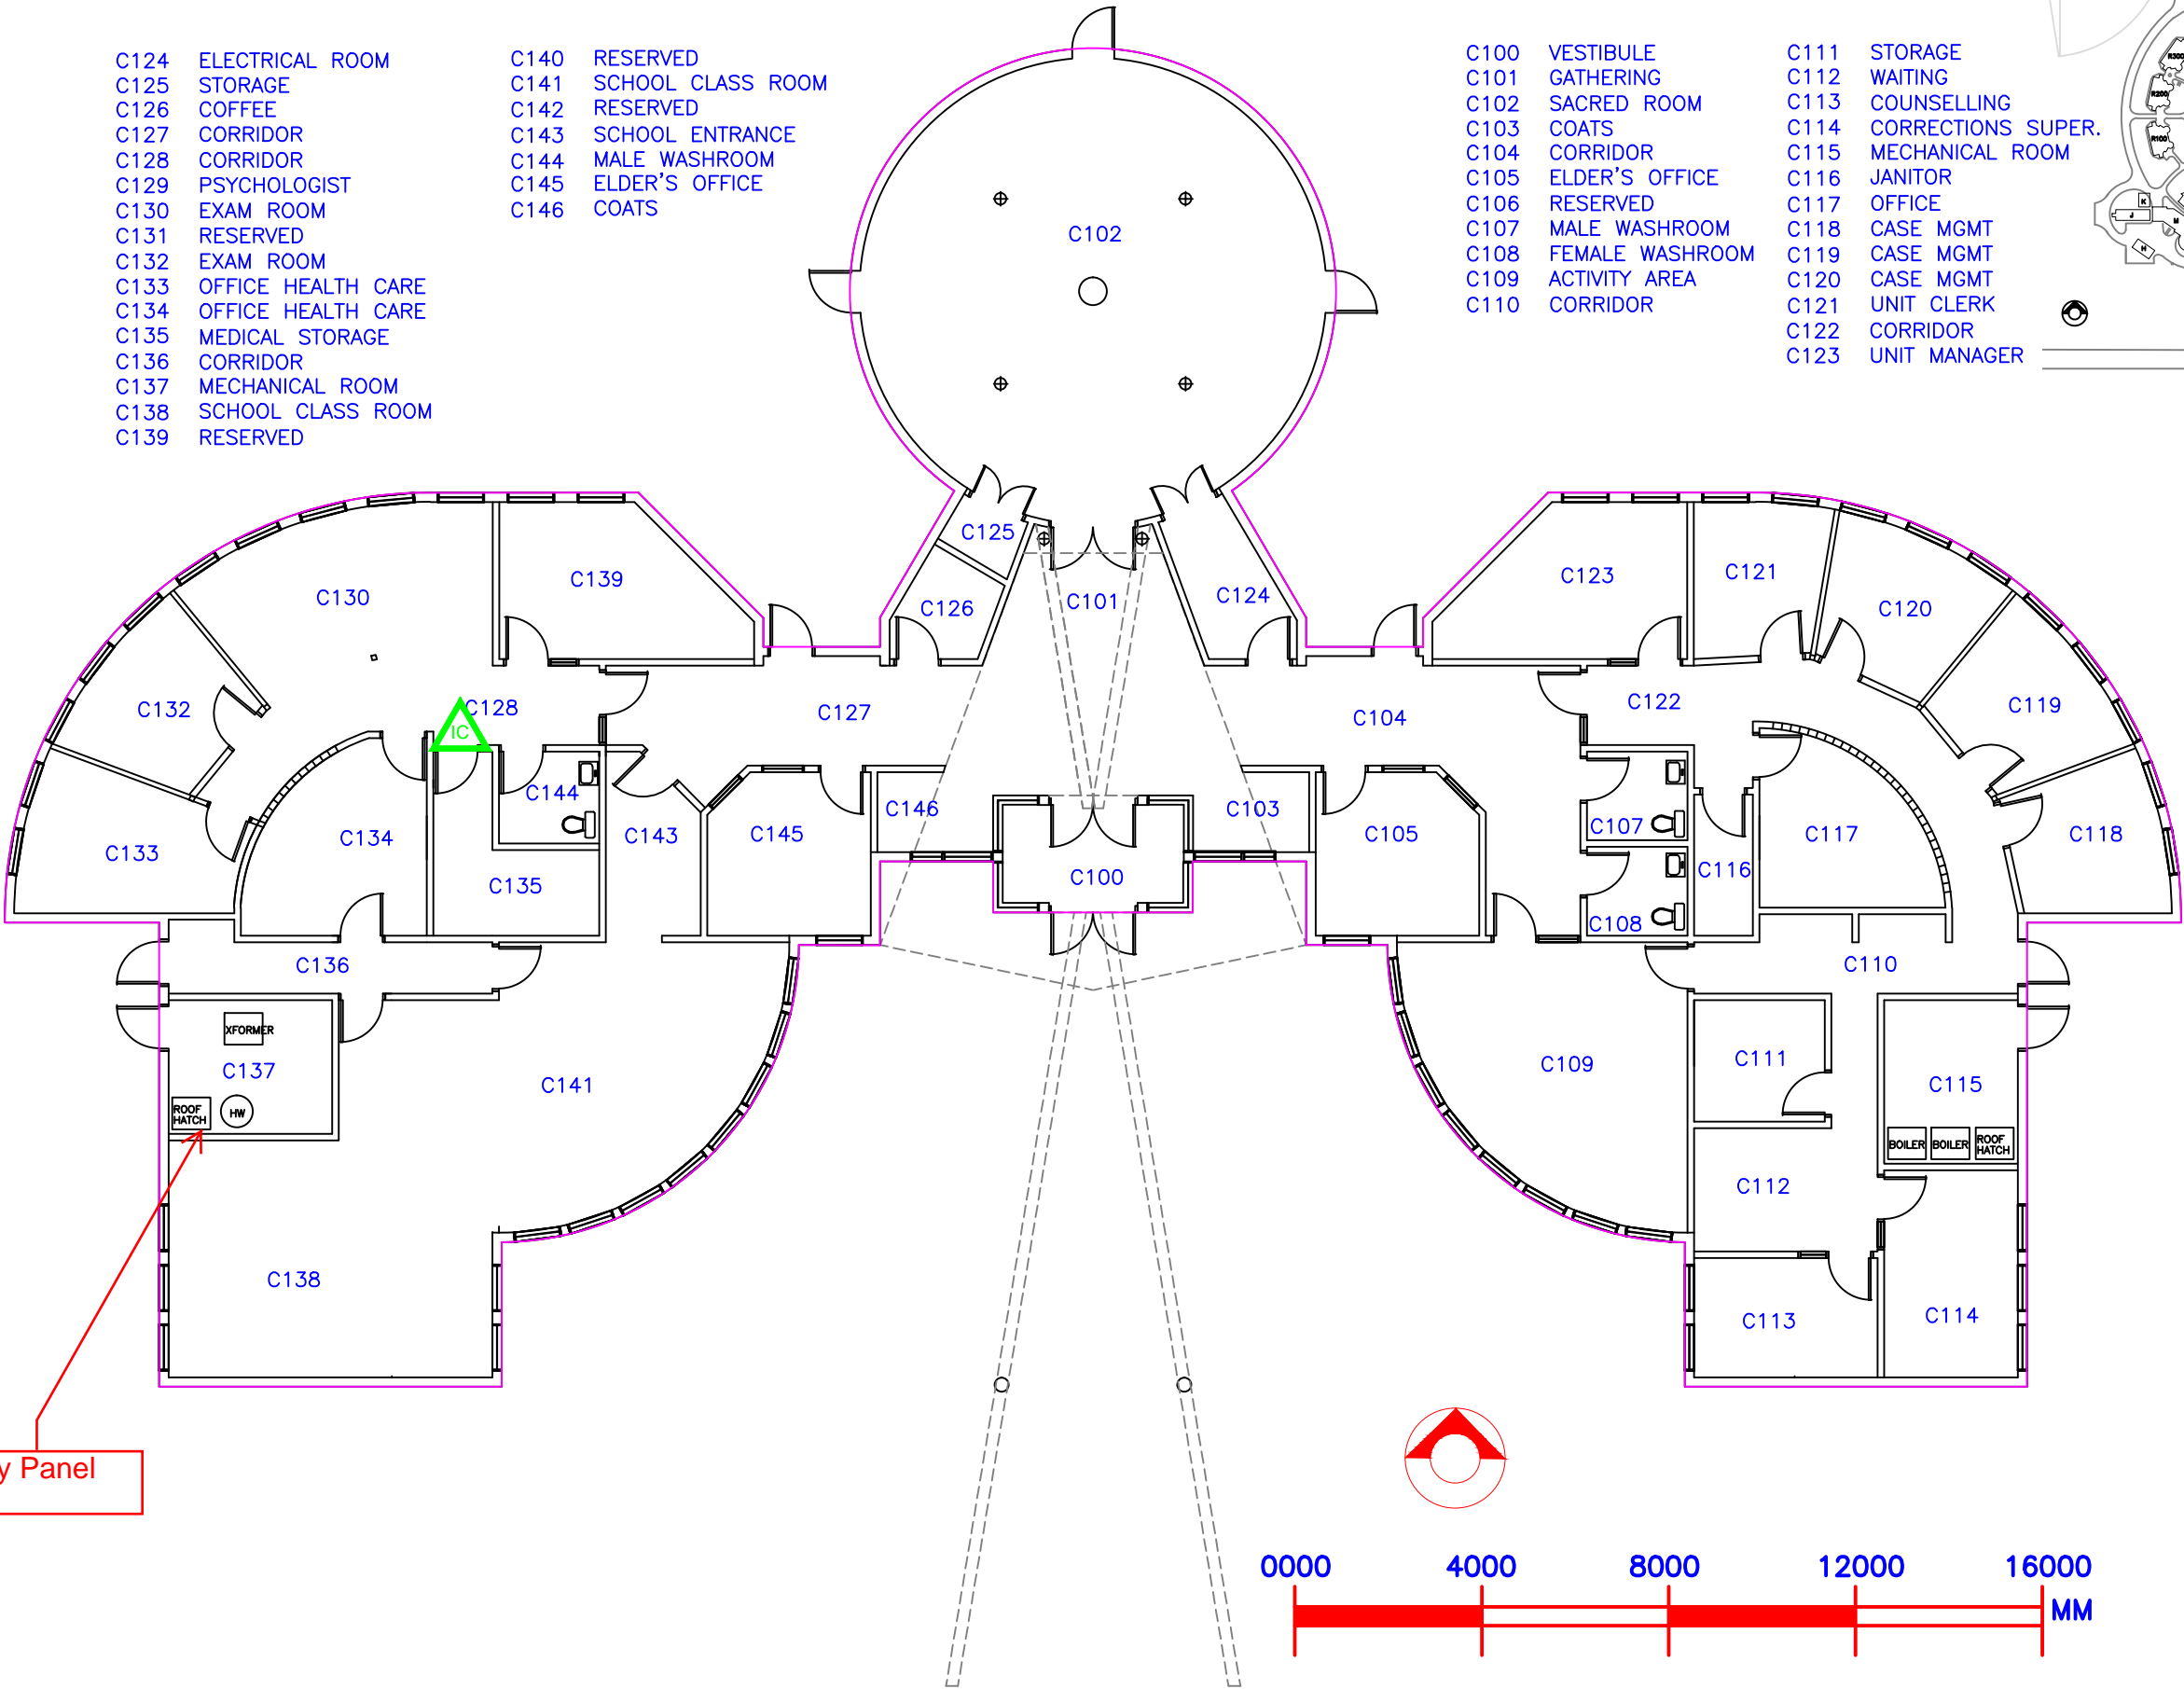 C124 ELECTRICAL ROOM
C125 STORAGE
C126 COFFEE
C127 CORRIDOR
C128 CORRIDOR
C129 PSYCHOLOGIST
C130 EXAM ROOM
C131 RESERVED
C132 EXAM ROOM
C133 OFFICE HEALTH CARE
C134 OFFICE HEALTH CARE
C135 MEDICAL STORAGE
C136 CORRIDOR
C137 MECHANICAL ROOM
C138 SCHOOL CLASS ROOM
C139 RESERVED
C140 RESERVED
C141 SCHOOL CLASS ROOM
C142 RESERVED
C143 SCHOOL ENTRANCE
C144 MALE WASHROOM
C145 ELDER'S OFFICE
C146 COATS
C100 VESTIBULE
C101 GATHERING
C102 SACRED ROOM
C103 COATS
C104 CORRIDOR
C105 ELDER'S OFFICE
C106 RESERVED
C107 MALE WASHROOM
C108 FEMALE WASHROOM
C109 ACTIVITY AREA
C110 CORRIDOR
C111 STORAGE
C112 WAITING
C113 COUNSELLING
C114 CORRECTIONS SUPER.
C115 MECHANICAL ROOM
C116 JANITOR
C117 OFFICE
C118 CASE MGMT
C119 CASE MGMT
C120 CASE MGMT
C121 UNIT CLERK
C122 CORRIDOR
C123 UNIT MANAGER
R300
R200
R100
K
J
M
H
C102
C125
C139
C130
C126
C101
C124
C123
C121
C120
C132
C128
IC
C127
C104
C122
C119
C144
C146
C103
C134
C143
C145
C105
C107
C117
C118
C133
C135
C100
C116
C108
C136
C110
XFORMER
C137
C141
C109
C111
C115
ROOF
HATCH
HW
BOILER
BOILER
ROOF
HATCH
C112
C138
C113
C114
y Panel
0000 4000 8000 12000 16000
MM